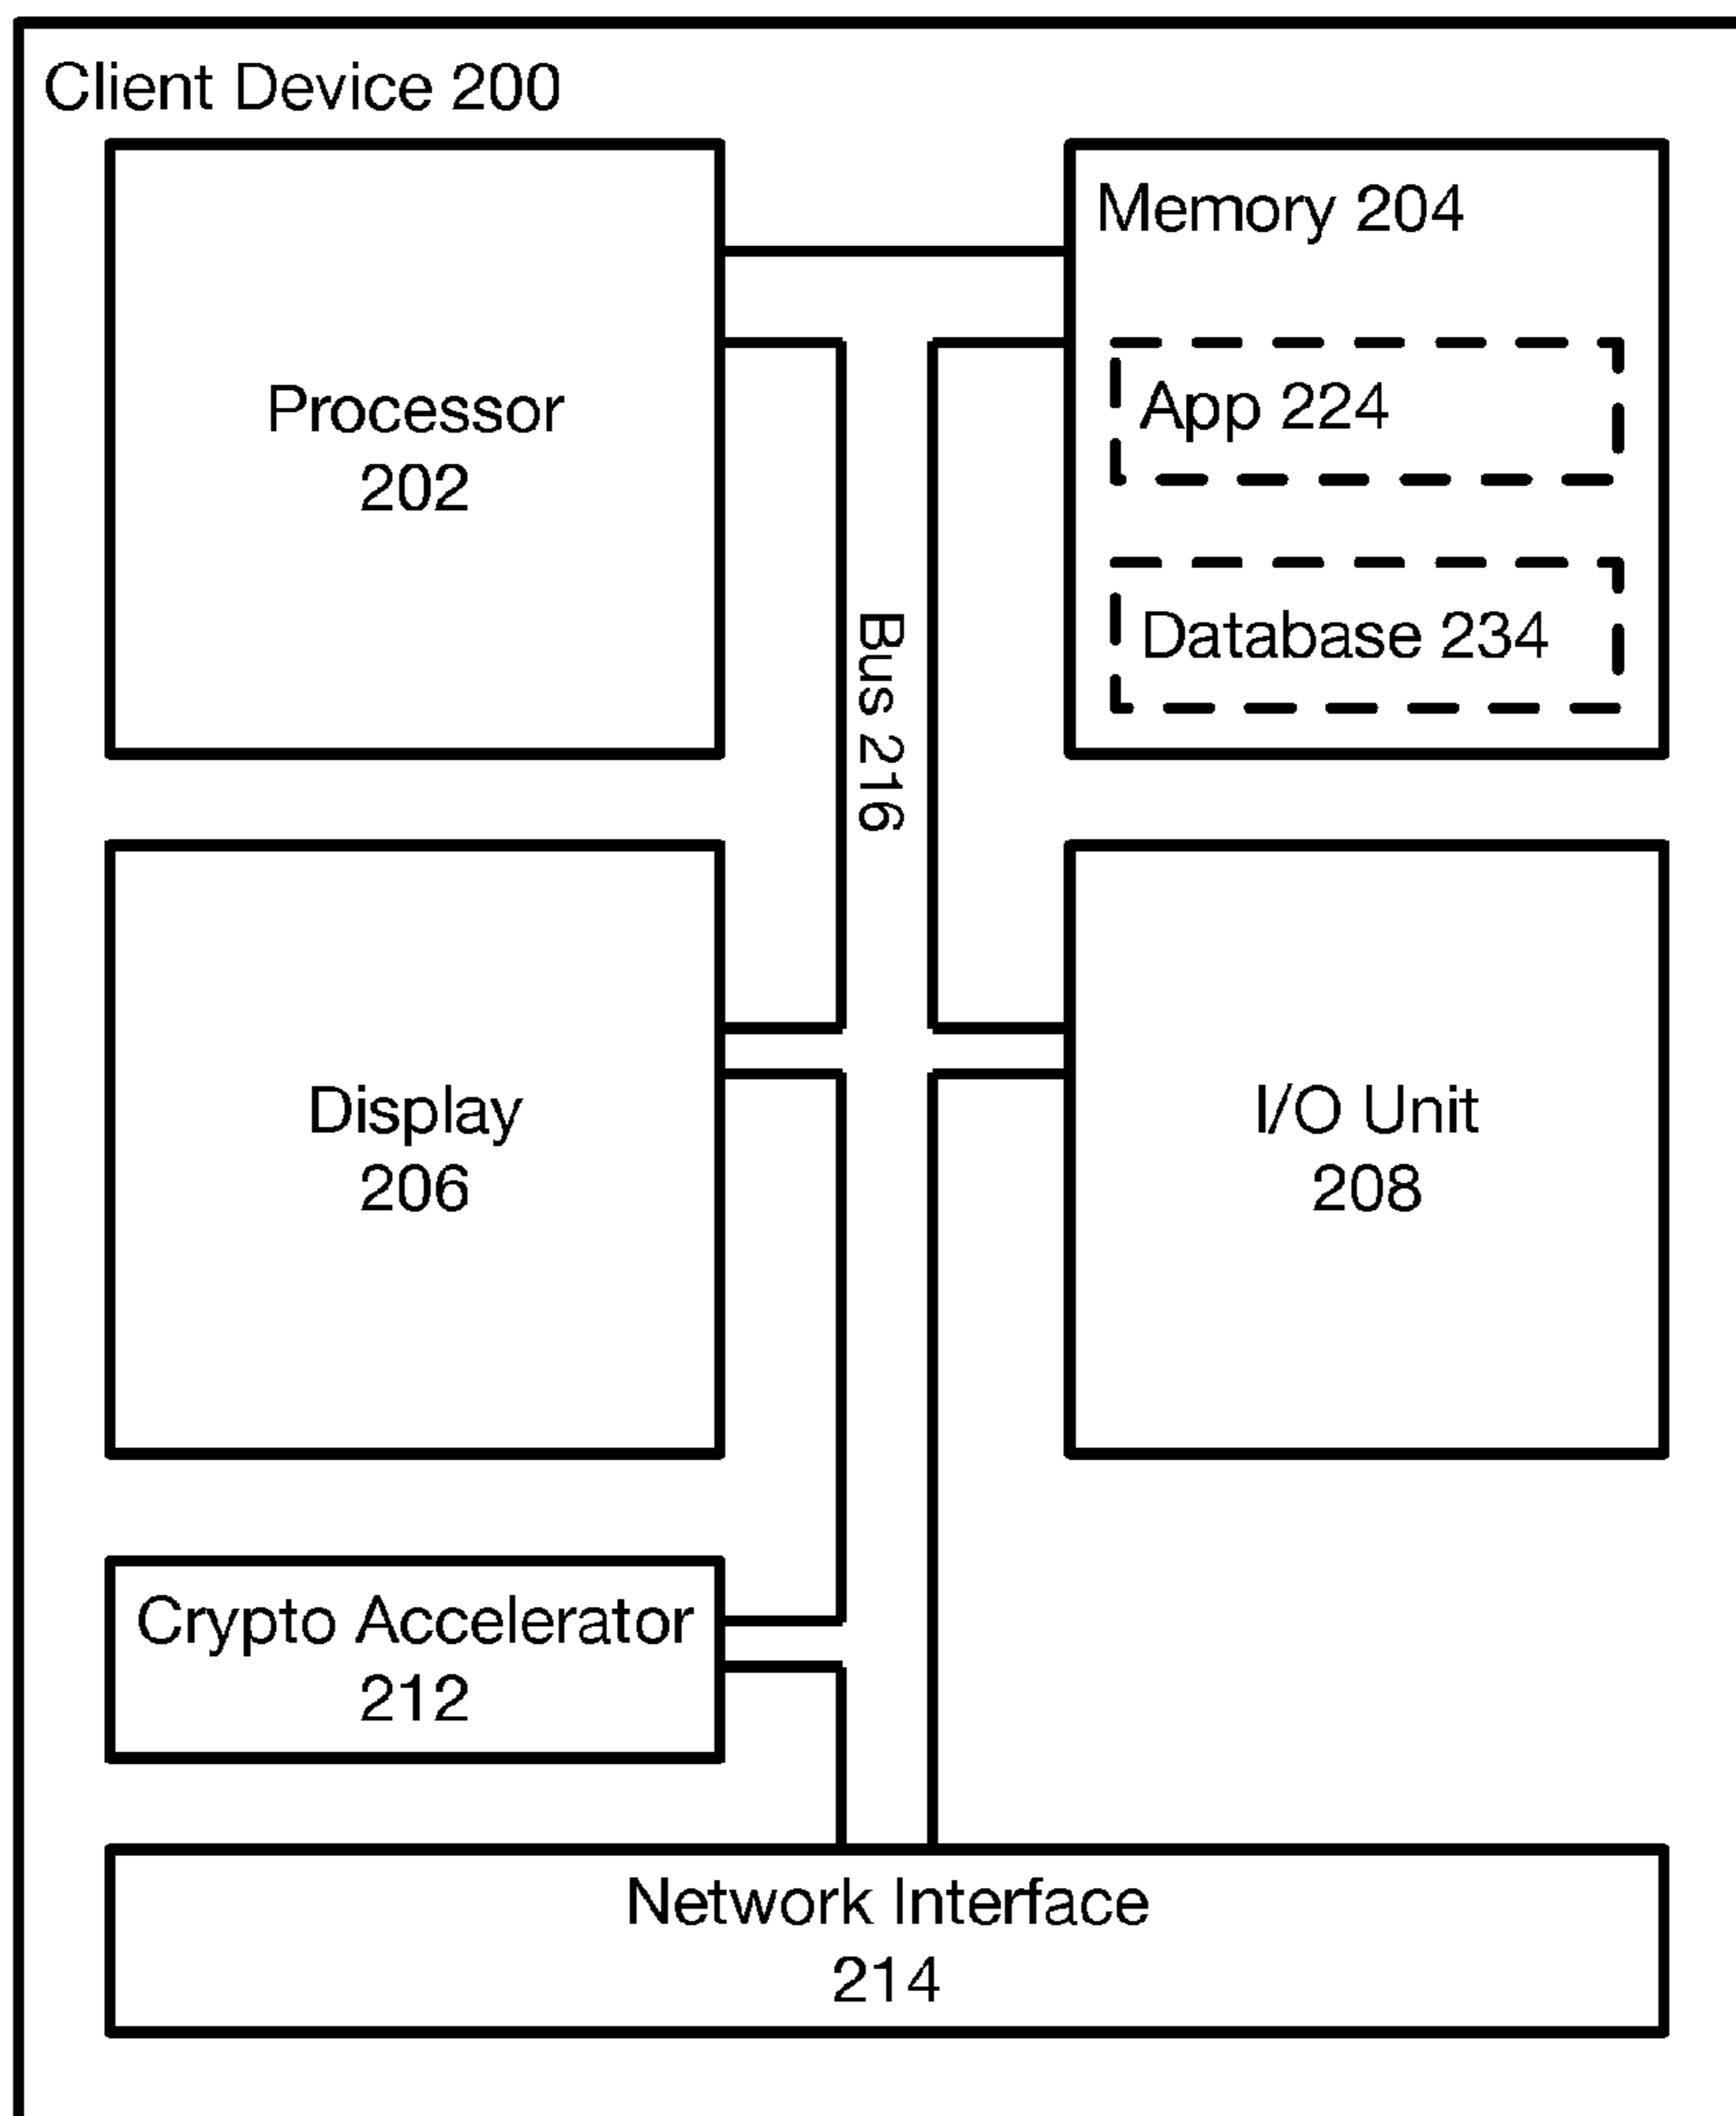 Client Device 200
Processor
202
Memory 204
App 224
Database 234
Bus 216
Display
206
I/O Unit
208
Crypto Accelerator
212
Network Interface
214